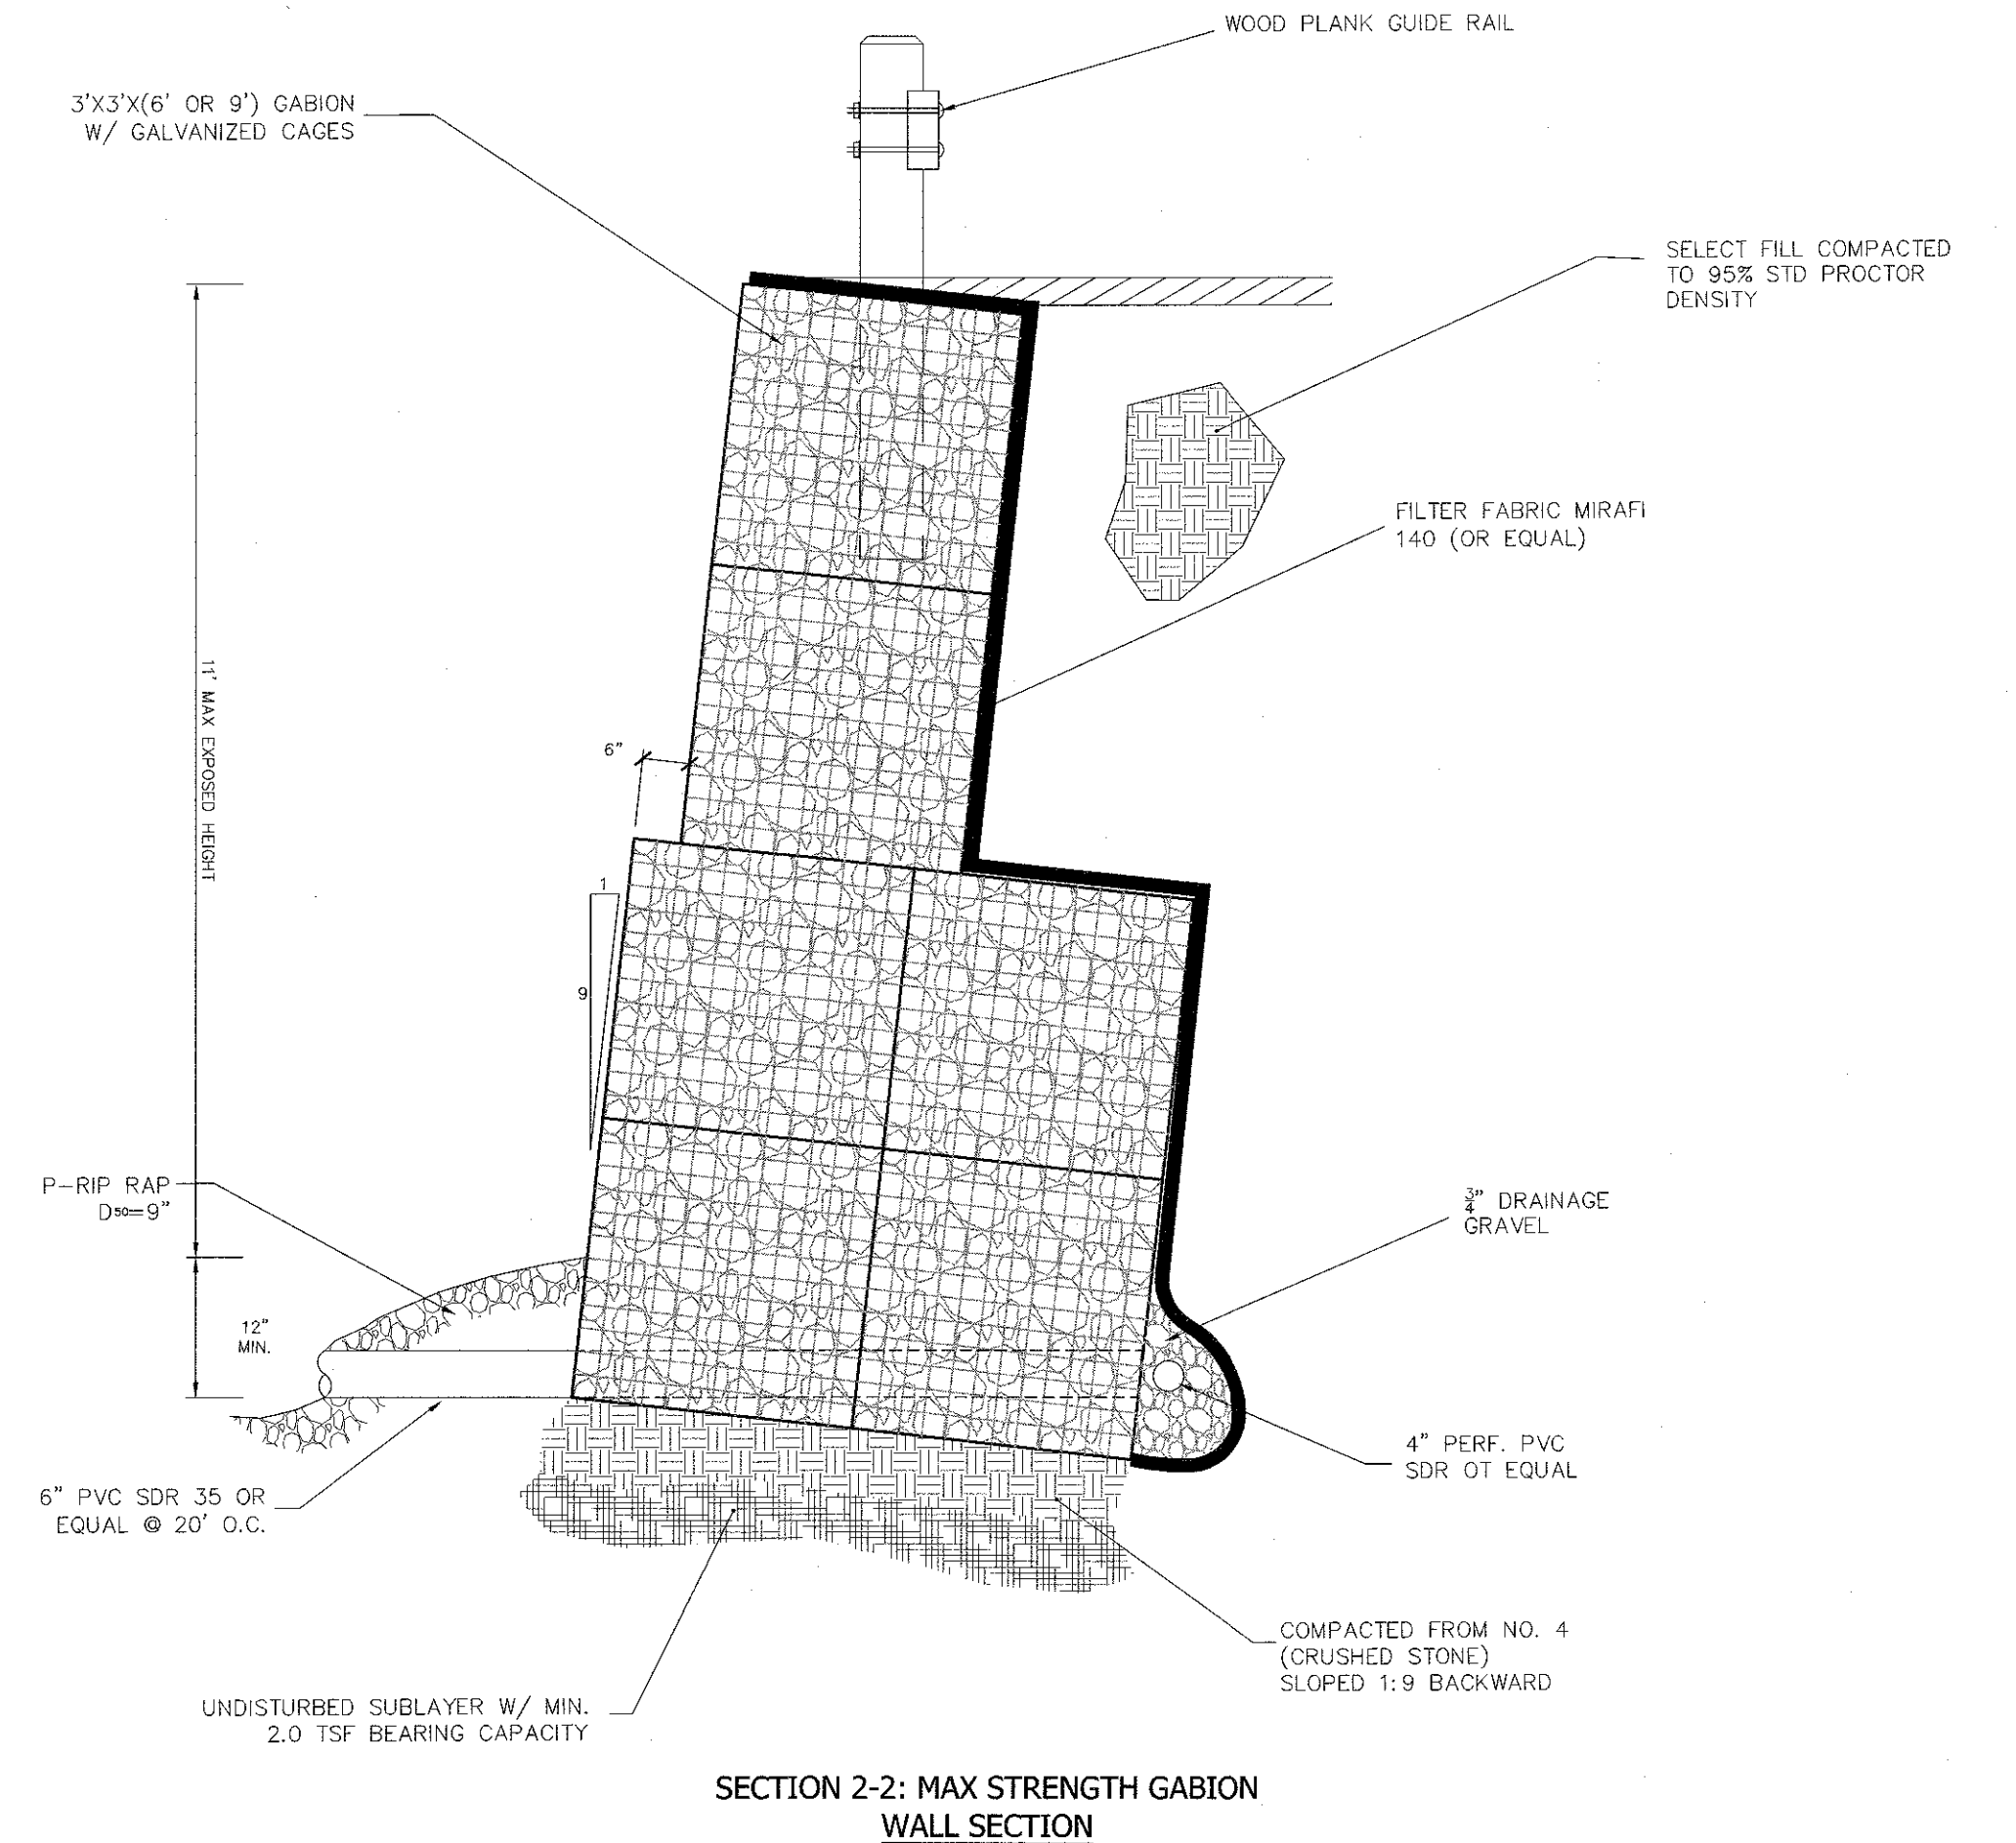 WOOD PLANK GUIDE RAIL
3'X3'X(6' OR 9') GABION
W/ GALVANIZED CAGES
SELECT FILL COMPACTED
TO 95% STD PROCTOR
DENSITY
FILTER FABRIC MIRAFI
140 (OR EQUAL)
11' MAX EXPOSED HEIGHT
6"
1
9
P-RIP RAP
D50=9"
3/4" DRAINAGE
GRAVEL
12"
MIN.
4" PERF. PVC
SDR OT EQUAL
6" PVC SDR 35 OR
EQUAL @ 20' O.C.
COMPACTED FROM NO. 4
(CRUSHED STONE)
SLOPED 1:9 BACKWARD
UNDISTURBED SUBLAYER W/ MIN.
2.0 TSF BEARING CAPACITY
SECTION 2-2: MAX STRENGTH GABION
WALL SECTION